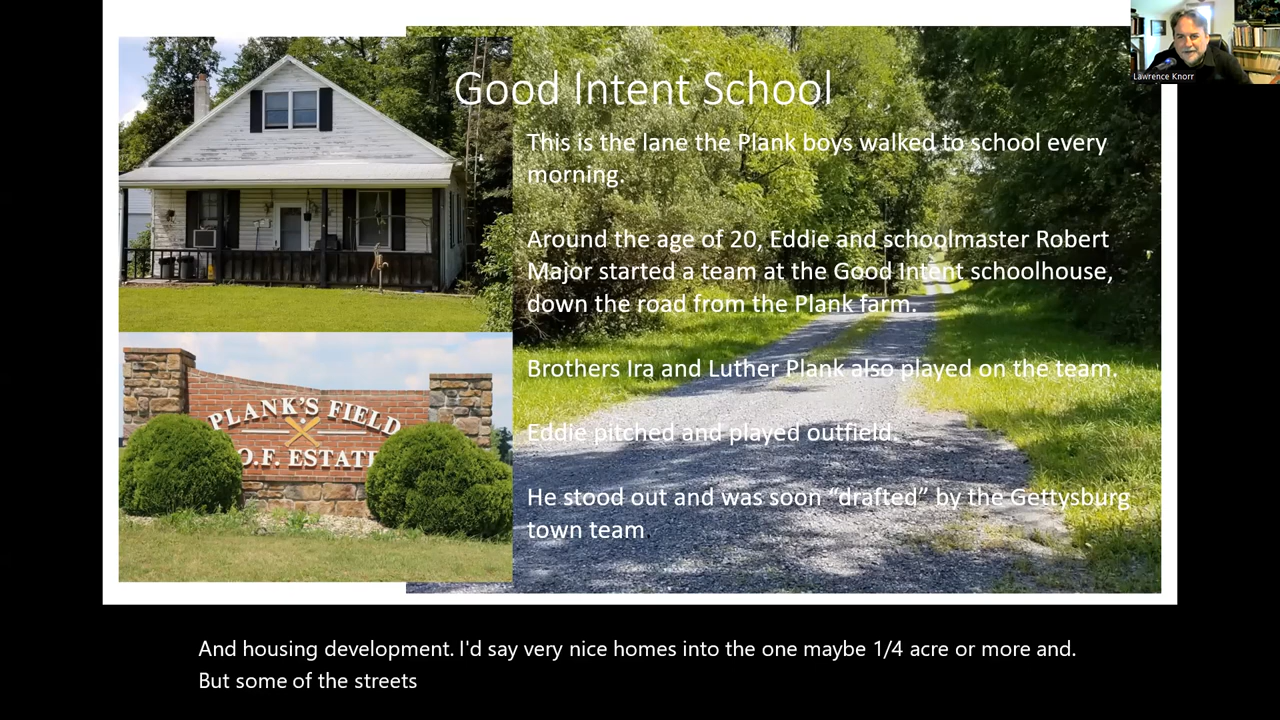 Lawrence Knorr
Good Intent School
This is the lane the Plank boys walked to school every
morning.
Around the age of 20, Eddie and schoolmaster Robert
Major started a team at the Good Intent schoolhouse,
down the road from the Plank farm.
Brothers Ira and Luther Plank also played on the team.
Eddie pitched and played outfield.
He stood out and was soon “drafted” by the Gettysburg
town team
PLANK'S FIELD
O.F. ESTATE
And housing development. I'd say very nice homes into the one maybe 1/4 acre or more and.
But some of the streets